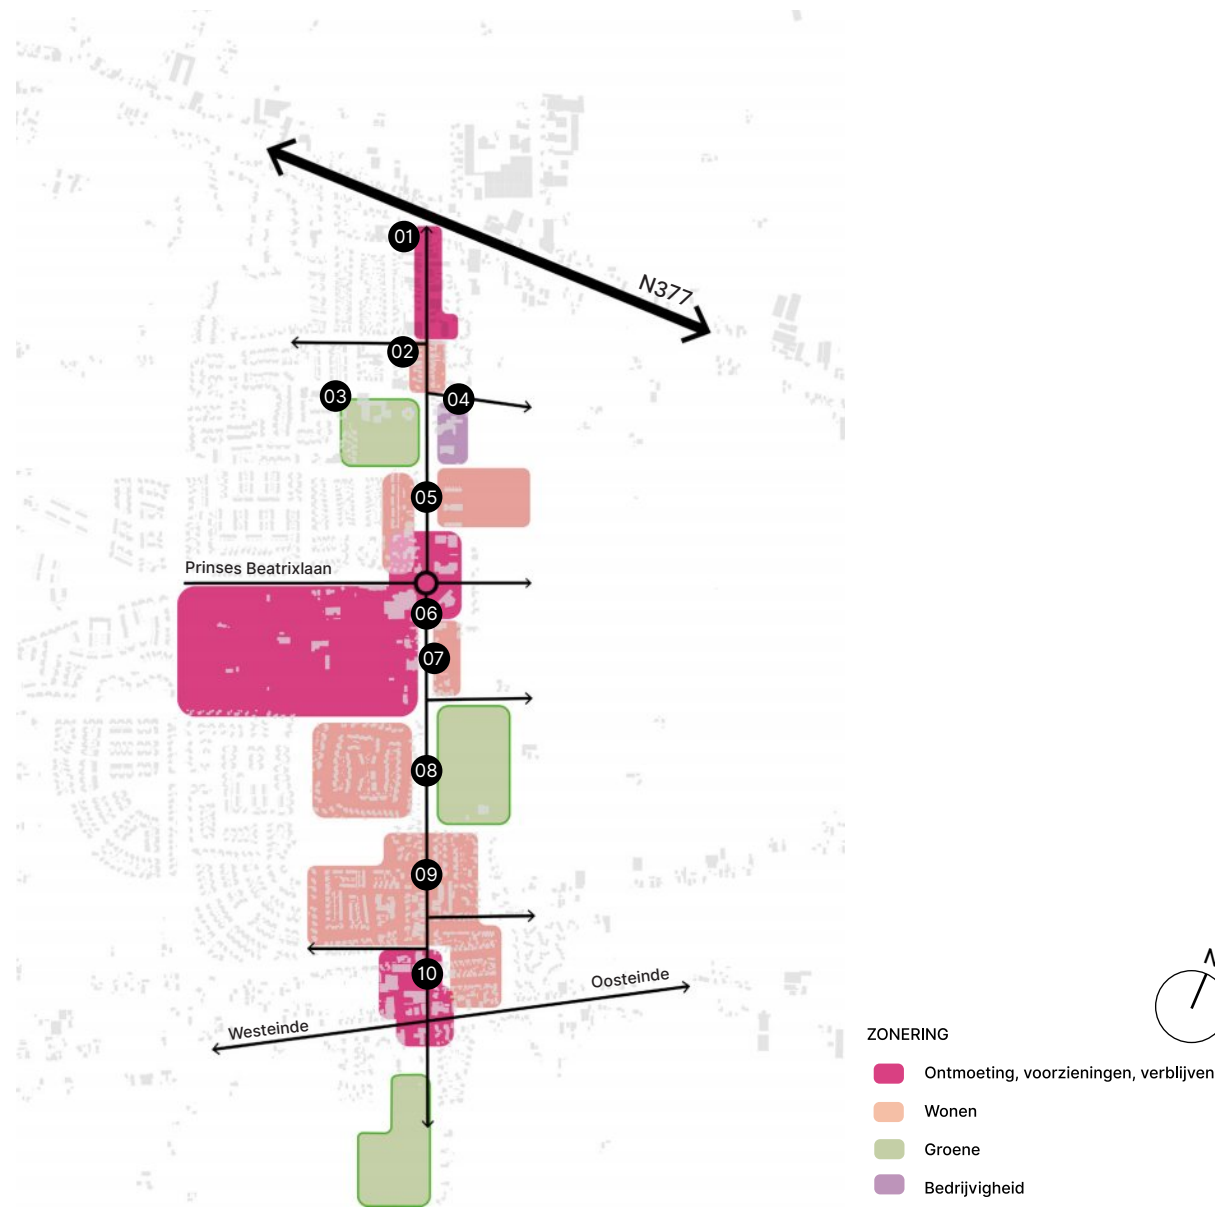 01
N377
02
03
04
05
Prinses Beatrixlaan
06
07
08
09
10
Oosteinde
Westeinde
N
ZONERING
Ontmoeting, voorzieningen, verblijven
Wonen
Groene
Bedrijvigheid